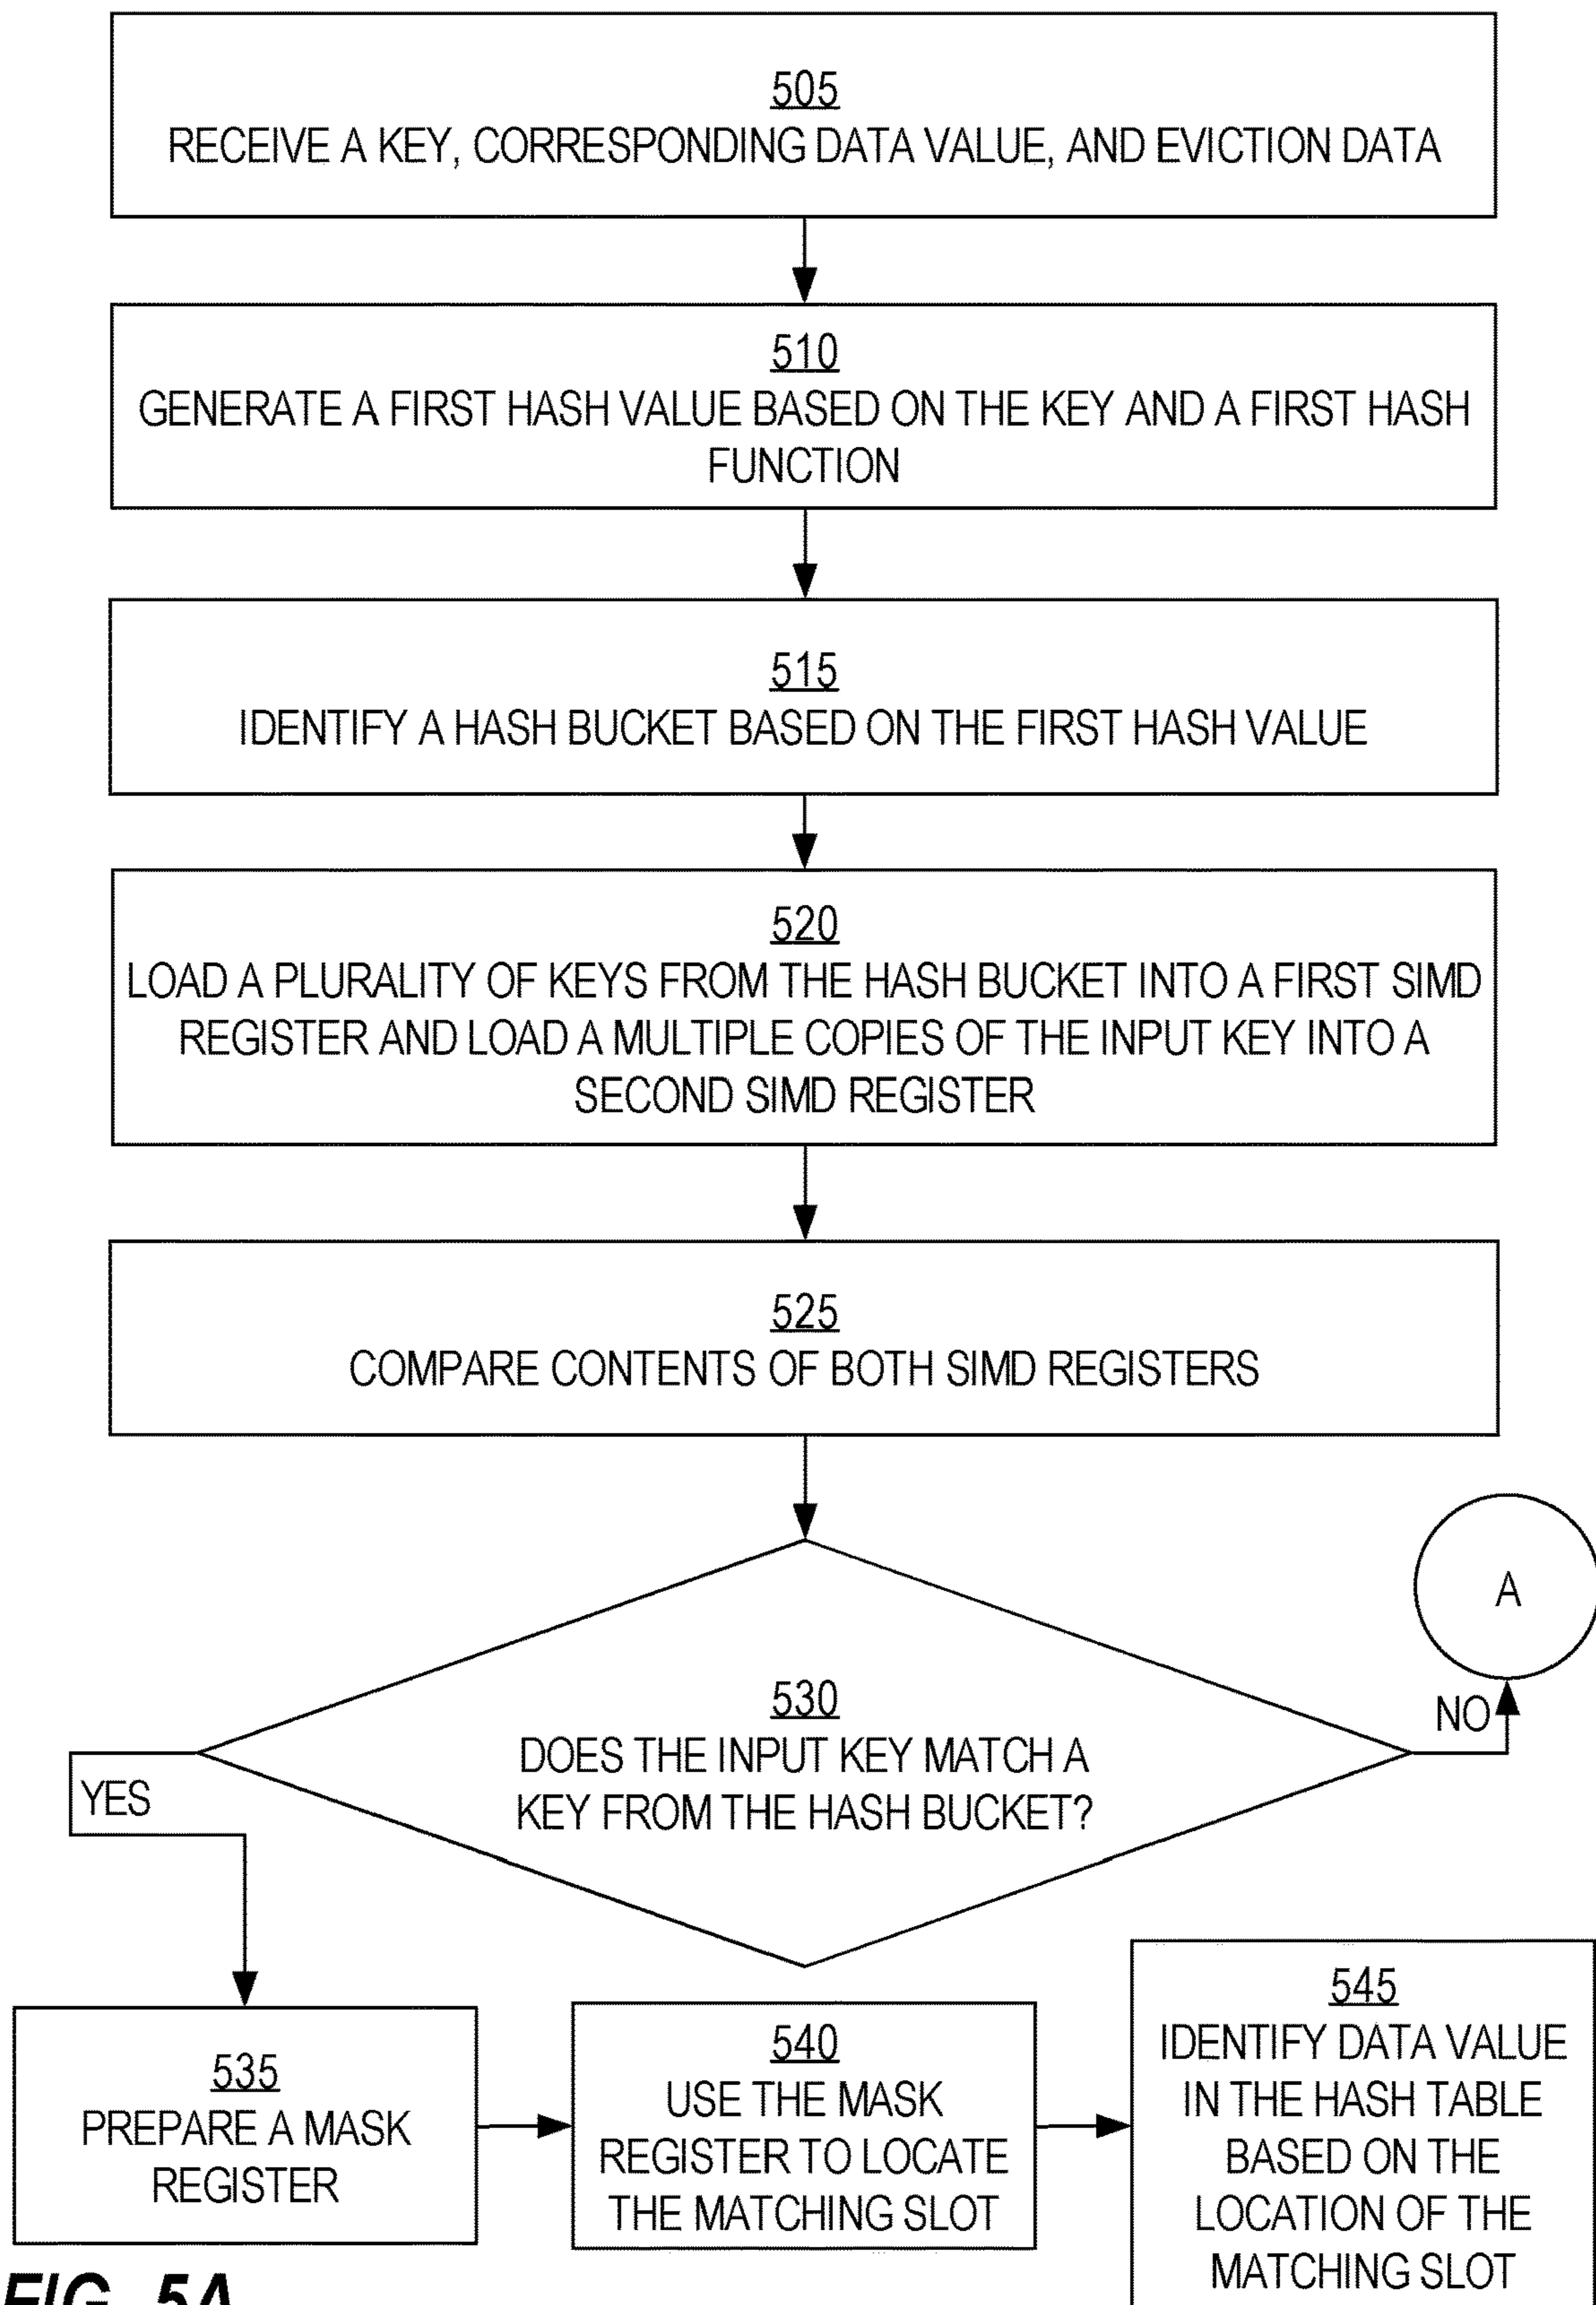 505
RECEIVE A KEY, CORRESPONDING DATA VALUE, AND EVICTION DATA
510
GENERATE A FIRST HASH VALUE BASED ON THE KEY AND A FIRST HASH
FUNCTION
515
IDENTIFY A HASH BUCKET BASED ON THE FIRST HASH VALUE
520
LOAD A PLURALITY OF KEYS FROM THE HASH BUCKET INTO A FIRST SIMD
REGISTER AND LOAD A MULTIPLE COPIES OF THE INPUT KEY INTO A
SECOND SIMD REGISTER
525
COMPARE CONTENTS OF BOTH SIMD REGISTERS
A
530
DOES THE INPUT KEY MATCH A
KEY FROM THE HASH BUCKET?
NO
YES
535
PREPARE A MASK
REGISTER
540
USE THE MASK
REGISTER TO LOCATE
THE MATCHING SLOT
545
IDENTIFY DATA VALUE
IN THE HASH TABLE
BASED ON THE
LOCATION OF THE
MATCHING SLOT
FIG. 5A